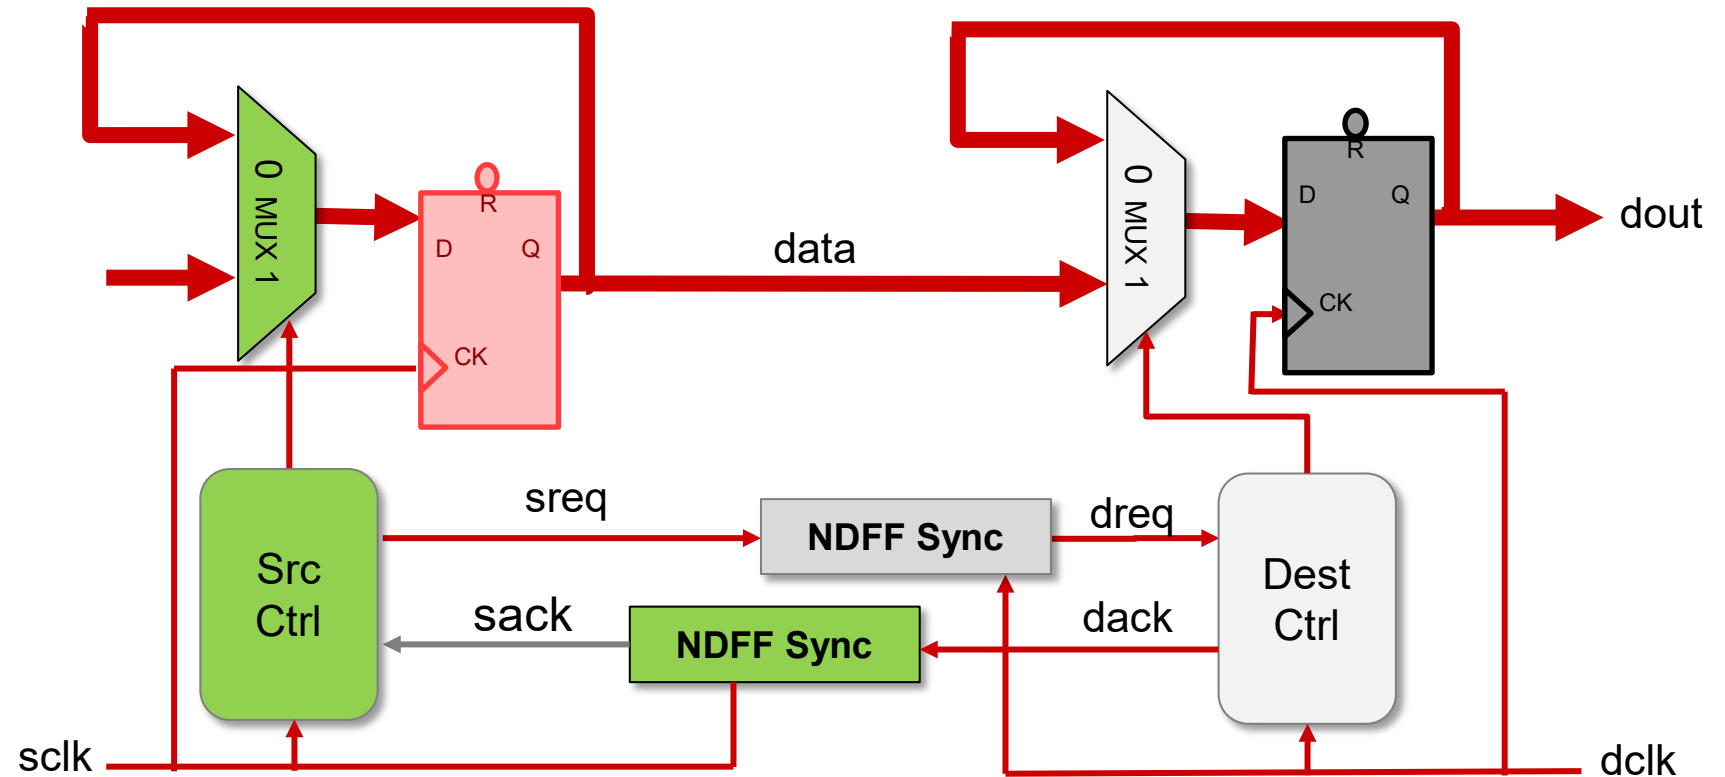 0 MUX 1
R
D
Q
CK
data
0 MUX 1
R
D
Q
CK
dout
Src
Ctrl
sreq
NDFF Sync
dreq
Dest
Ctrl
sack
NDFF Sync
dack
sclk
dclk